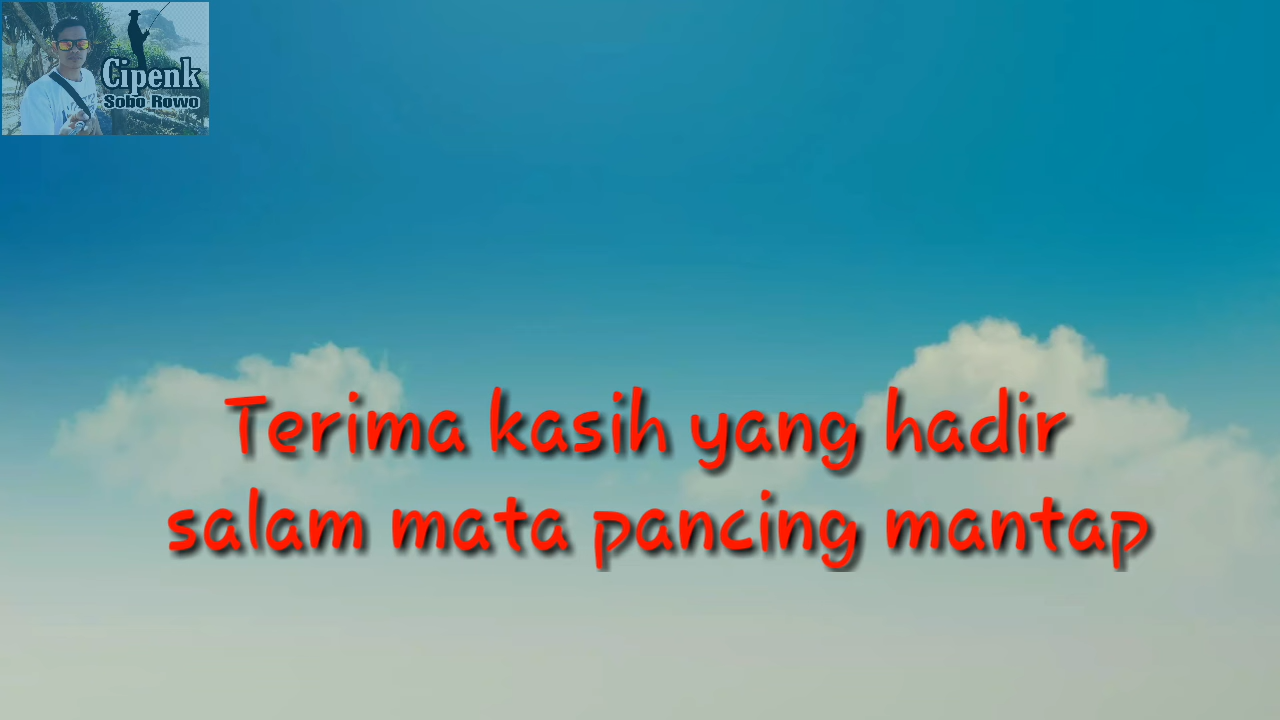 Cipenk
Sobo Rowo
Terima kasih yang hadir
salam mata pancing mantap